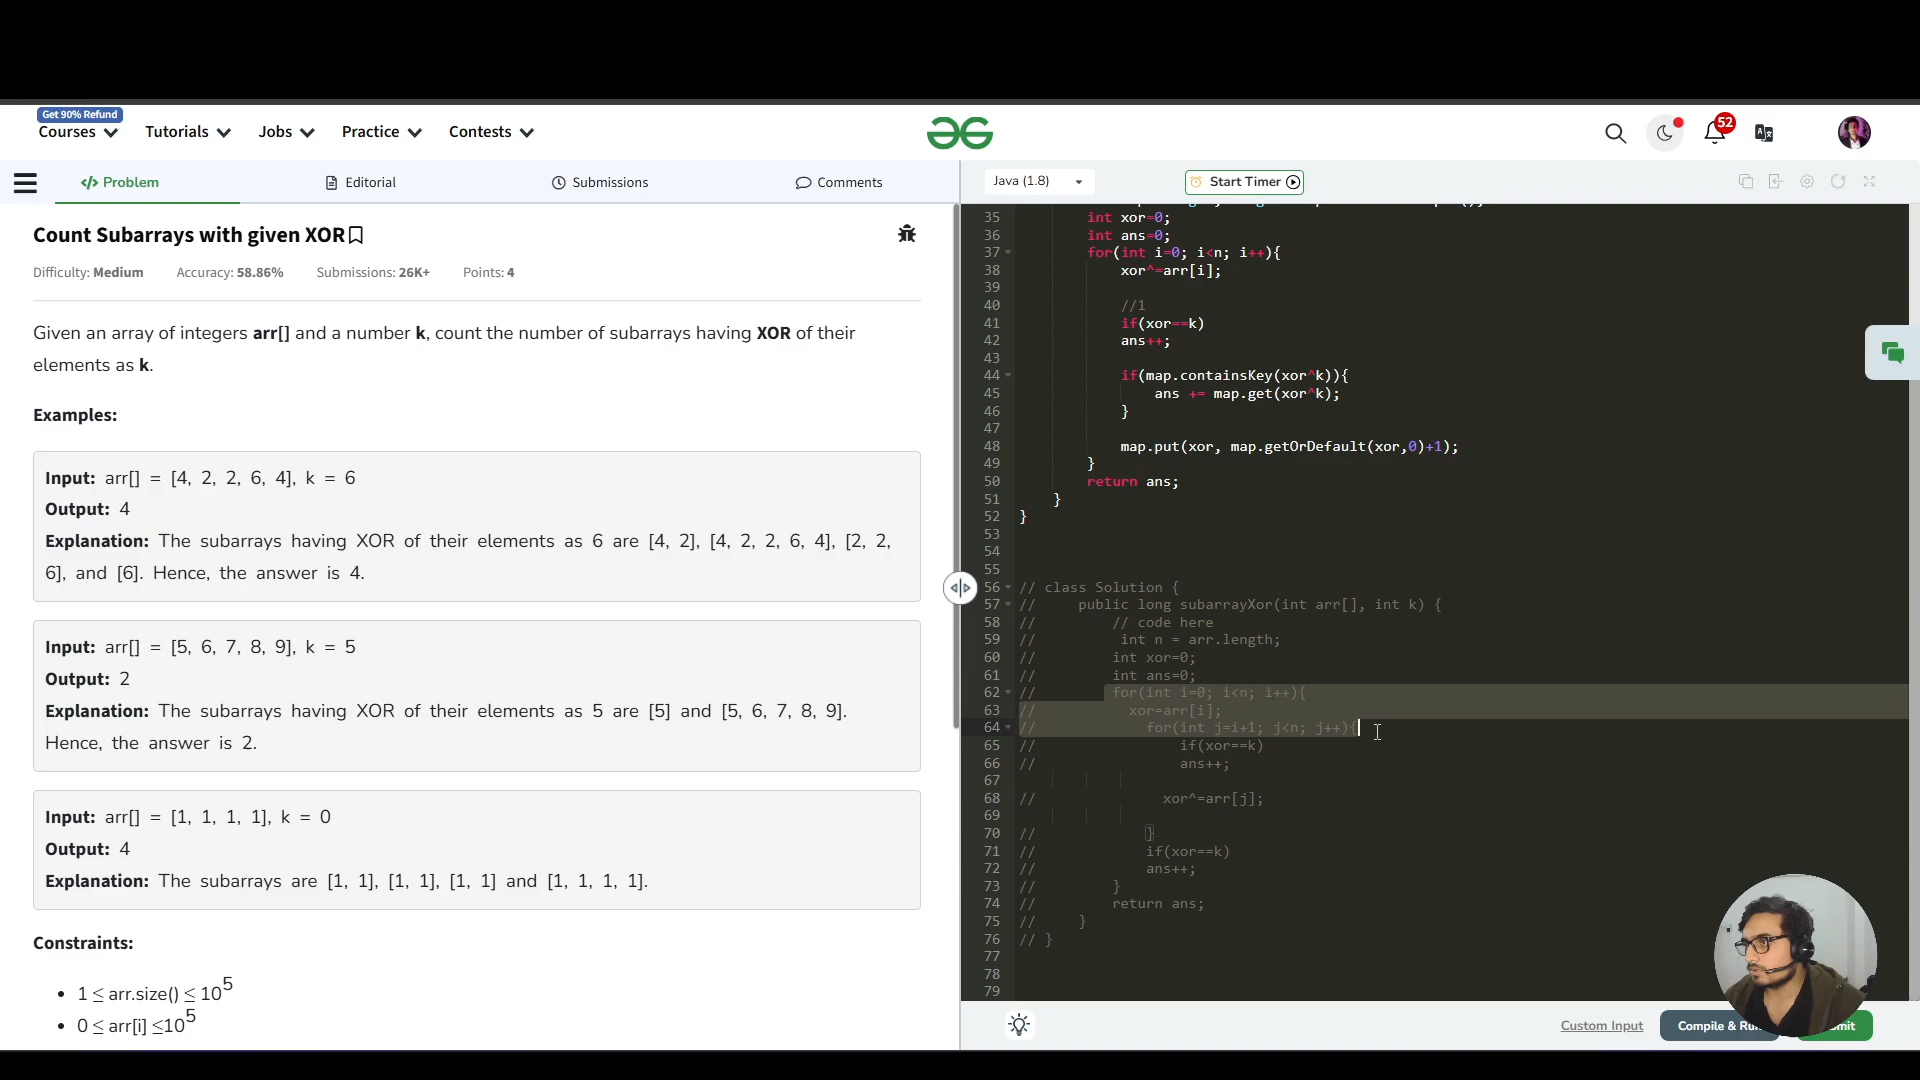 Get 90% Refund
Courses
Tutorials
Jobs
Practice
Contests
52
Problem
Editorial
Submissions
Comments
Java (1.8)
Start Timer
Count Subarrays with given XOR
Difficulty: Medium Accuracy: 58.86% Submissions: 26K+ Points: 4
Given an array of integers arr[] and a number k, count the number of subarrays having XOR of their
elements as k.
Examples:
Input: arr[] = [4, 2, 2, 6, 4], k = 6
Output: 4
Explanation: The subarrays having XOR of their elements as 6 are [4, 2], [4, 2, 2, 6, 4], [2, 2,
6], and [6]. Hence, the answer is 4.
Input: arr[] = [5, 6, 7, 8, 9], k = 5
Output: 2
Explanation: The subarrays having XOR of their elements as 5 are [5] and [5, 6, 7, 8, 9].
Hence, the answer is 2.
Input: arr[] = [1, 1, 1, 1], k = 0
Output: 4
Explanation: The subarrays are [1, 1], [1, 1], [1, 1] and [1, 1, 1, 1].
Constraints:
• 1 ≤ arr.size() ≤ 10^5
• 0 ≤ arr[i] ≤10^5
35 int xor=0;
36 int ans=0;
37 for(int i=0; i<n; i++){
38 xor^=arr[i];
39
40 //1
41 if(xor==k)
42 ans++;
43
44 if(map.containsKey(xor^k)){
45 ans += map.get(xor^k);
46 }
47
48 map.put(xor, map.getOrDefault(xor,0)+1);
49 }
50 return ans;
51 }
52 }
53
54
55
56 // class Solution {
57 // public long subarrayXor(int arr[], int k) {
58 // // code here
59 // int n = arr.length;
60 // int xor=0;
61 // int ans=0;
62 // for(int i=0; i<n; i++){
63 // xor=arr[i];
64 // for(int j=i+1; j<n; j++){
65 // if(xor==k)
66 // ans++;
67
68 // xor^=arr[j];
69
70 // }
71 // if(xor==k)
72 // ans++;
73 // }
74 // return ans;
75 // }
76 // }
77
78
79
Custom Input
Compile &